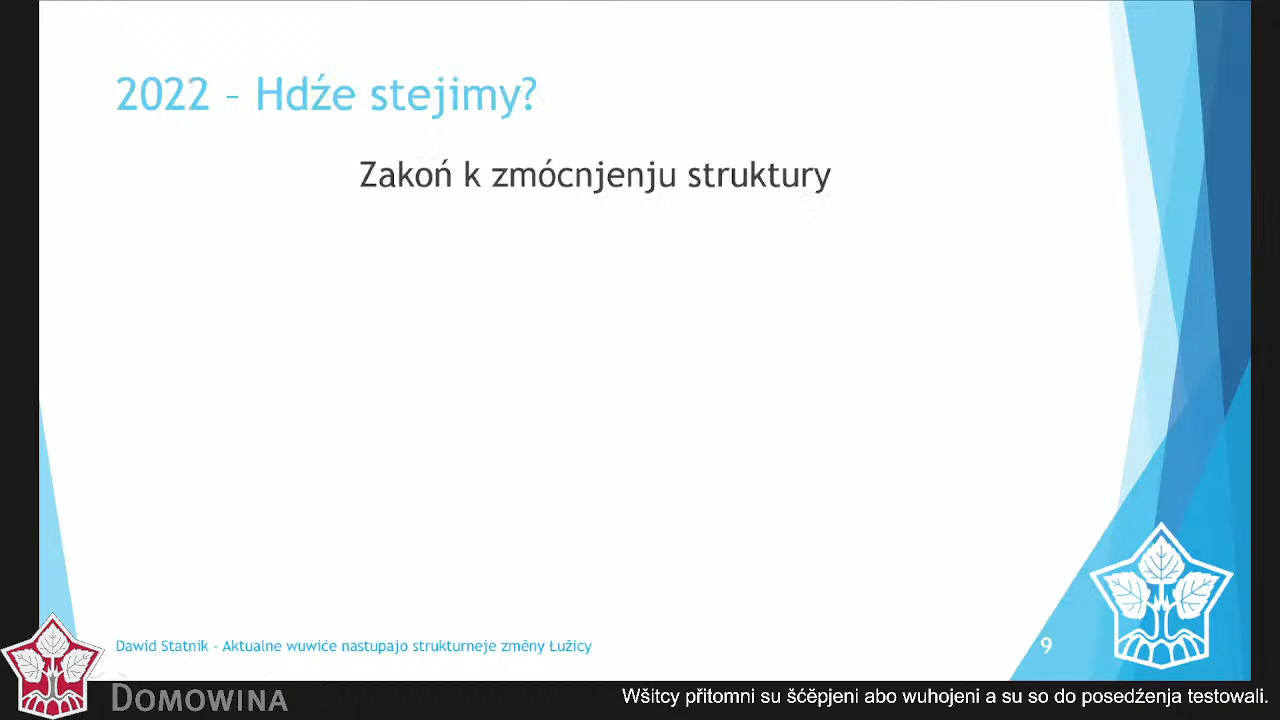 2022 – Hdźe stejimy?
Zakoń k zmócnjenju struktury
Dawid Statnik - Aktualne wuwiće nastupajo strukturneje změny Łužicy
9
DOMOWINA
Wšitcy přitomni su šćěpjeni abo wuhojeni a su so do posedźenja testowali.